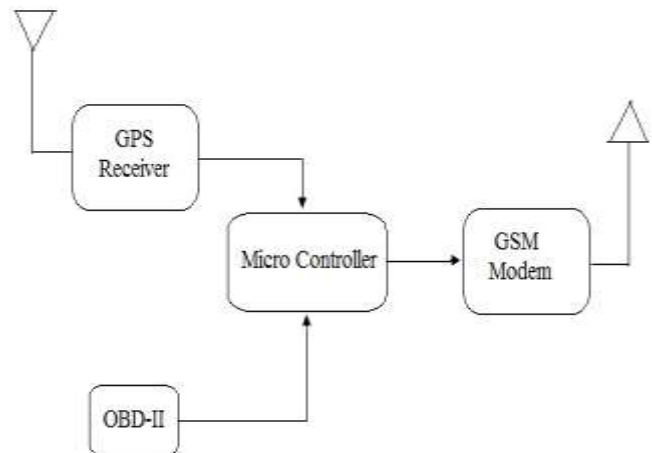 GPS
Receiver
Micro Controller
GSM
Modem
OBD-II